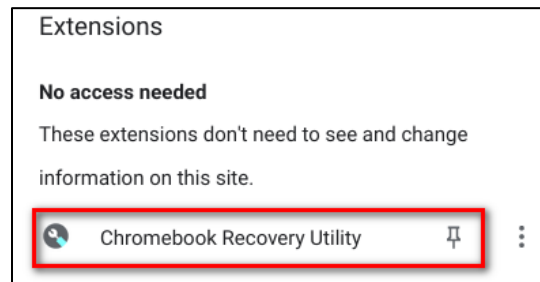 Extensions
No access needed
These extensions don't need to see and change
information on this site.
Chromebook Recovery Utility